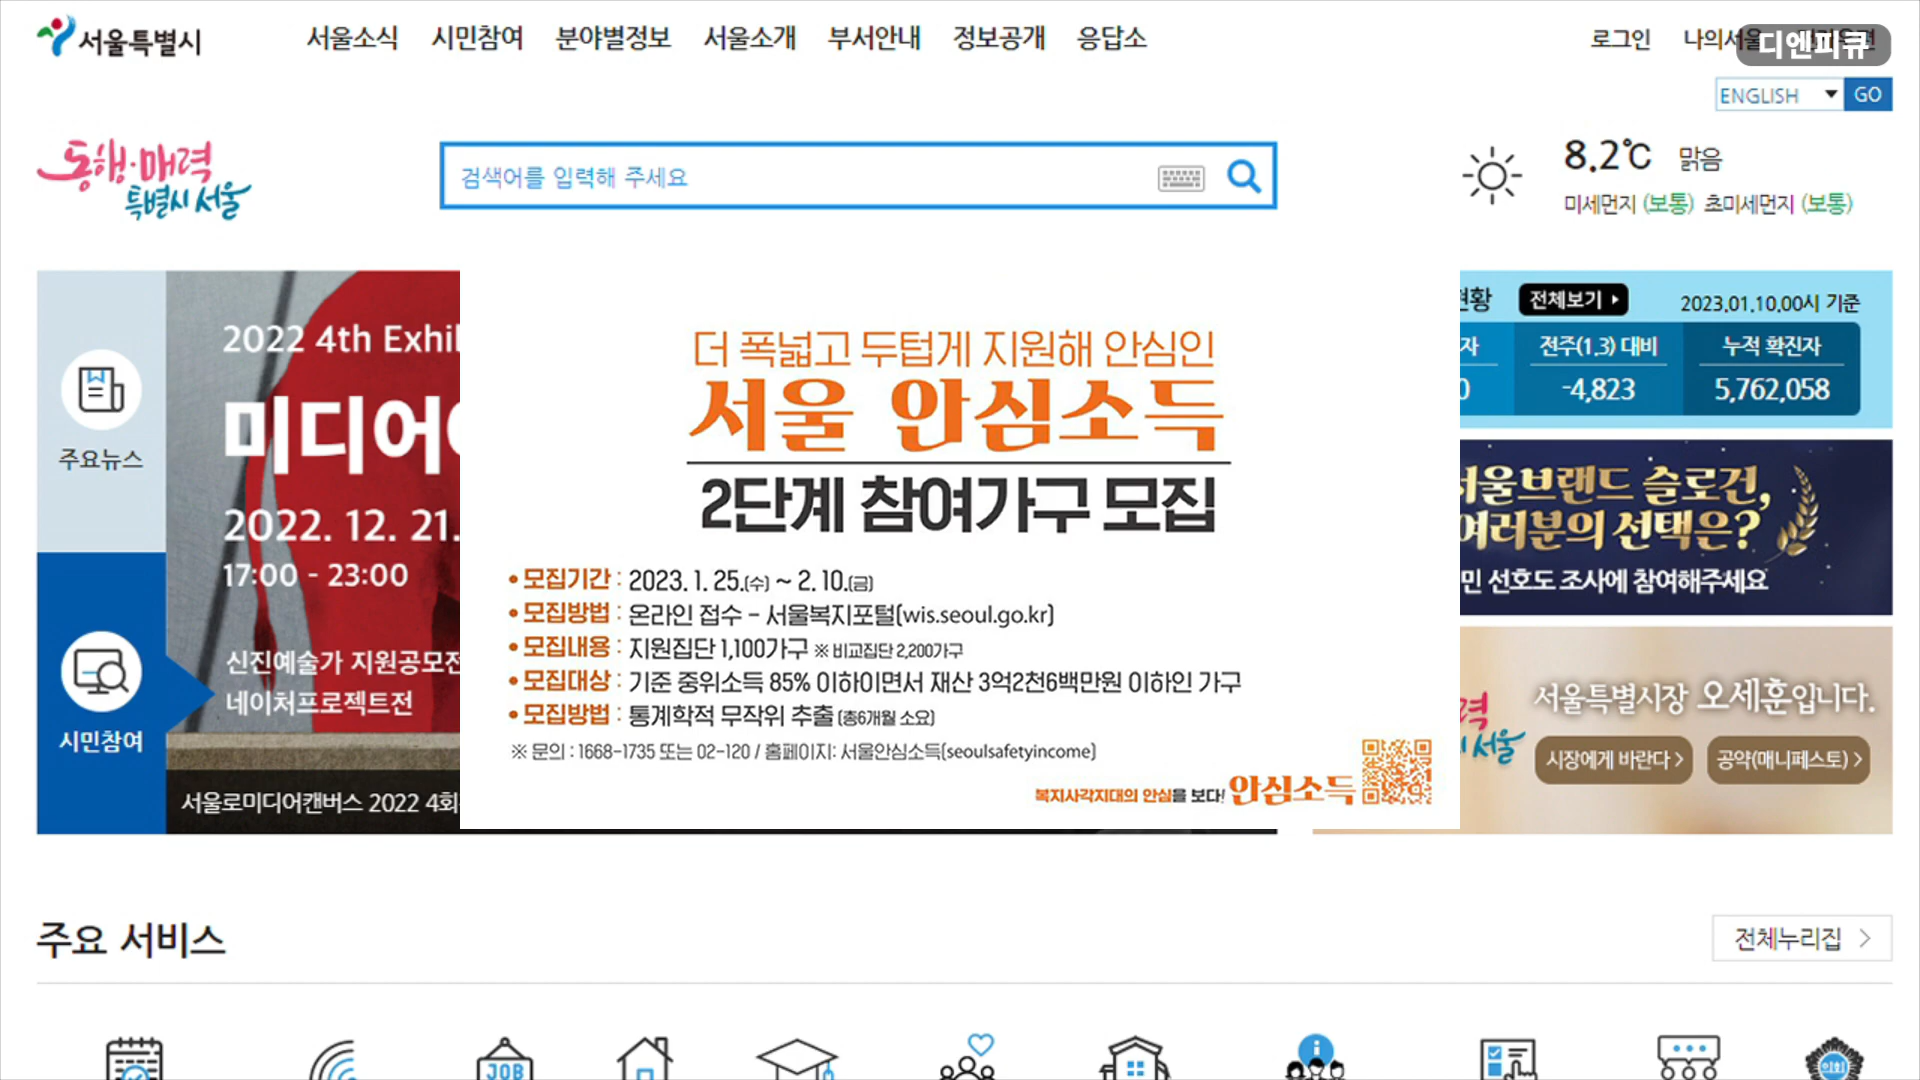 서울특별시
서울소식 시민참여 분야별정보 서울소개 부서안내 정보공개 응답소
로그인 나의서울
디엔피큐
ENGLISH GO
동행·매력
특별시 서울
검색어를 입력해 주세요
8.2℃ 맑음
미세먼지 (보통) 초미세먼지 (보통)
주요뉴스
시민참여
2022 4th Exhi
미디어
2022. 12. 21.
17:00 - 23:00
신진예술가 지원공모전
네이처프로젝트전
서울로미디어캔버스 2022 4회
더 폭넓고 두텁게 지원해 안심인
서울 안심소득
2단계 참여가구 모집
• 모집기간 : 2023. 1. 25.(수) ~ 2. 10.(금)
• 모집방법 : 온라인 접수 - 서울복지포털(wis.seoul.go.kr)
• 모집내용 : 지원집단 1,100가구 ※ 비교집단 2,200가구
• 모집대상 : 기준 중위소득 85% 이하이면서 재산 3억2천6백만원 이하인 가구
• 모집방법 : 통계학적 무작위 추출 (총6개월 소요)
※ 문의 : 1668-1735 또는 02-120 / 홈페이지: 서울안심소득(seoulsafetyincome)
복지사각지대의 안심을 보다! 안심소득
현황 전체보기 2023.01.10.00시 기준
자 전주(1.3) 대비 누적 확진자
0 -4,823 5,762,058
서울브랜드 슬로건,
여러분의 선택은?
민 선호도 조사에 참여해주세요
력
서울
서울특별시장 오세훈입니다.
시장에게 바란다 > 공약(매니페스토) >
주요 서비스
전체누리집 >
JOB
의회